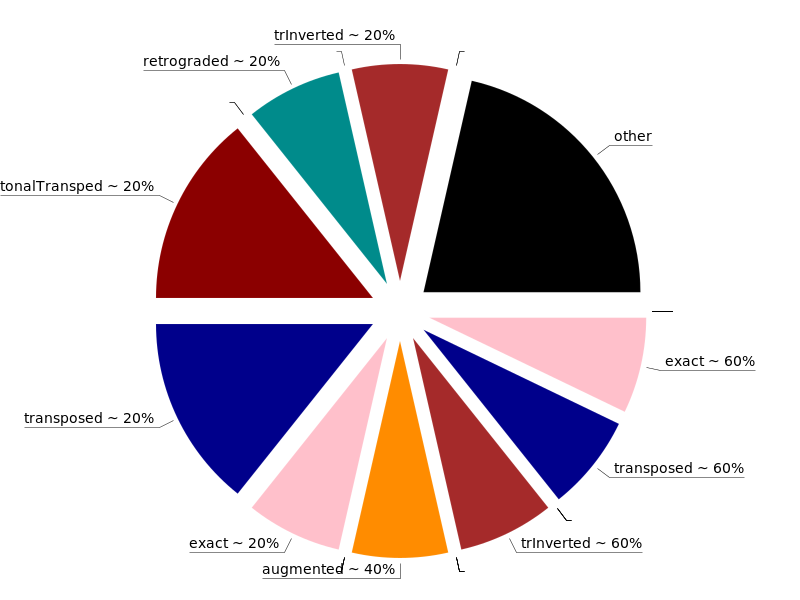 trInverted ~ 20%
retrograded ~ 20%
other
tonalTransped ~ 20%
exact ~ 60%
transposed ~ 20%
transposed ~ 60%
exact ~ 20%
trInverted ~ 60%
augmented ~ 40%